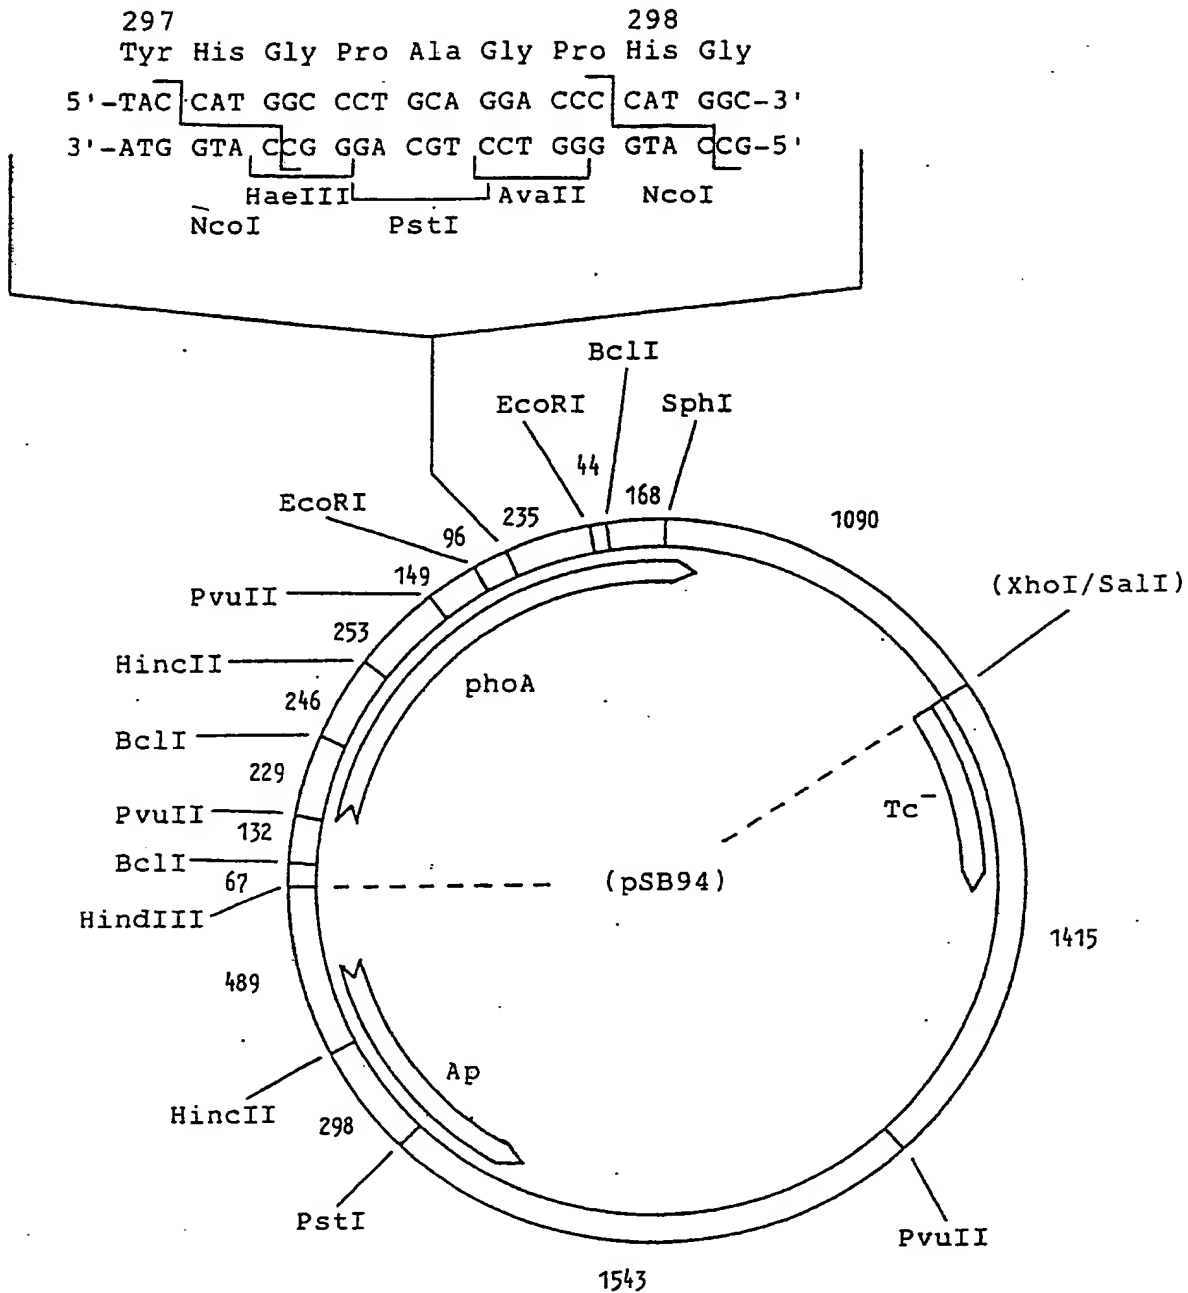 297 298
Tyr His Gly Pro Ala Gly Pro His Gly
5'-TAC CAT GGC CCT GCA GGA CCC CAT GGC-3'
3'-ATG GTA CCG GGA CGT CCT GGG GTA CCG-5'
HaeIII AvaII NcoI
NcoI PstI
BclI
EcoRI SphI
44
EcoRI 168
235 1090
96
149
PvuII (XhoI/SalI)
253
HincII
phoA
246
BclI
229
PvuII Tc⁻
132
BclI
67 (pSB94)
HindIII
1415
489
Ap
HincII
298
PstI
PvuII
1543